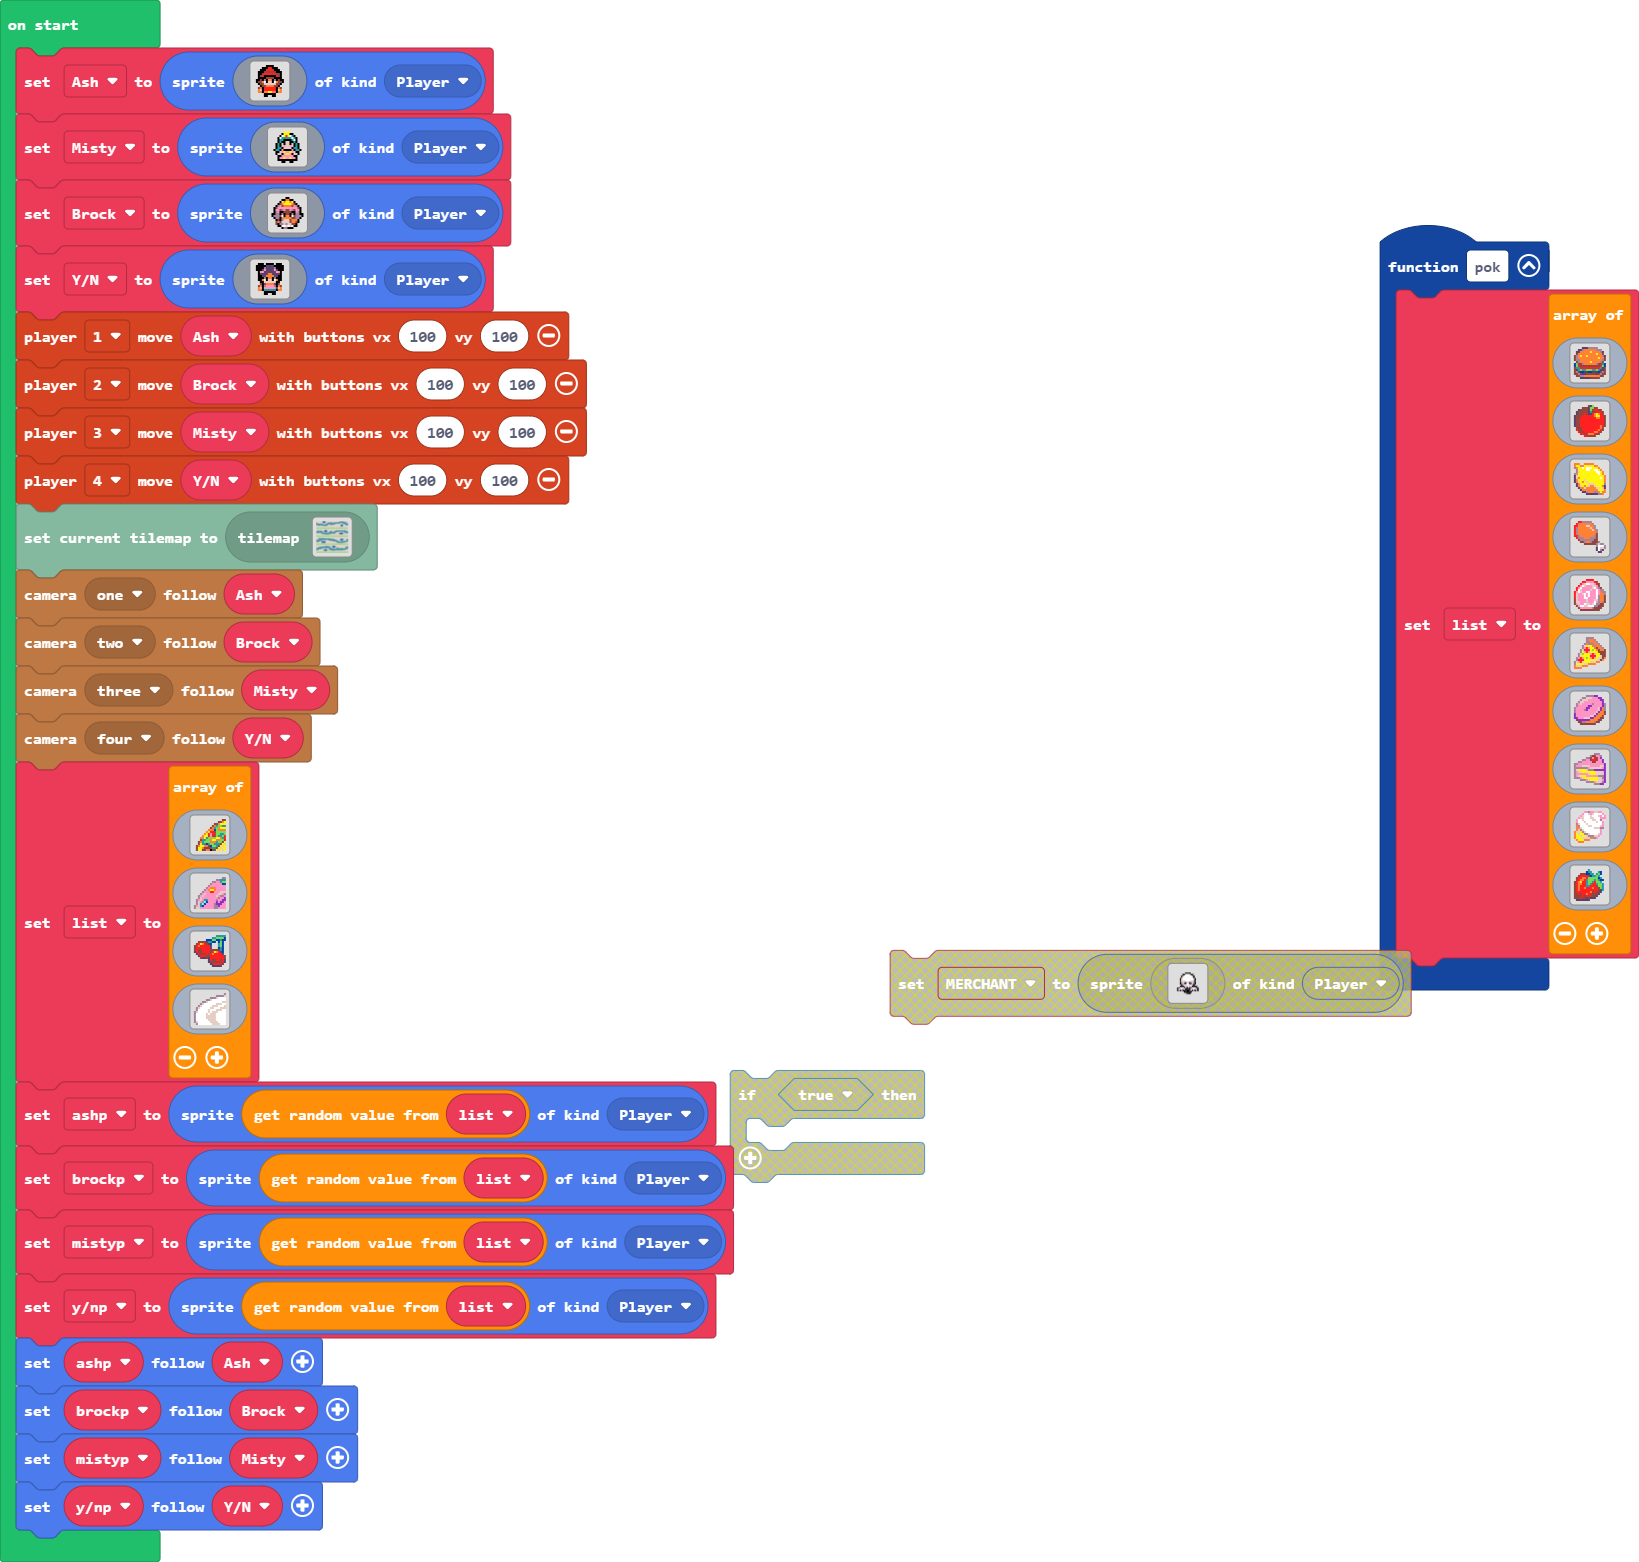 on start
set Ash to sprite of kind Player
set Misty to sprite of kind Player
set Brock to sprite of kind Player
set Y/N to sprite of kind Player
player 1 move Ash with buttons vx 100 vy 100
player 2 move Brock with buttons vx 100 vy 100
player 3 move Misty with buttons vx 100 vy 100
player 4 move Y/N with buttons vx 100 vy 100
set current tilemap to tilemap
camera one follow Ash
camera two follow Brock
camera three follow Misty
camera four follow Y/N
array of
set list to
set ashp to sprite get random value from list of kind Player
set brockp to sprite get random value from list of kind Player
set mistyp to sprite get random value from list of kind Player
set y/np to sprite get random value from list of kind Player
set ashp follow Ash
set brockp follow Brock
set mistyp follow Misty
set y/np follow Y/N
function pok
array of
set list to
set MERCHANT to sprite of kind Player
if true then